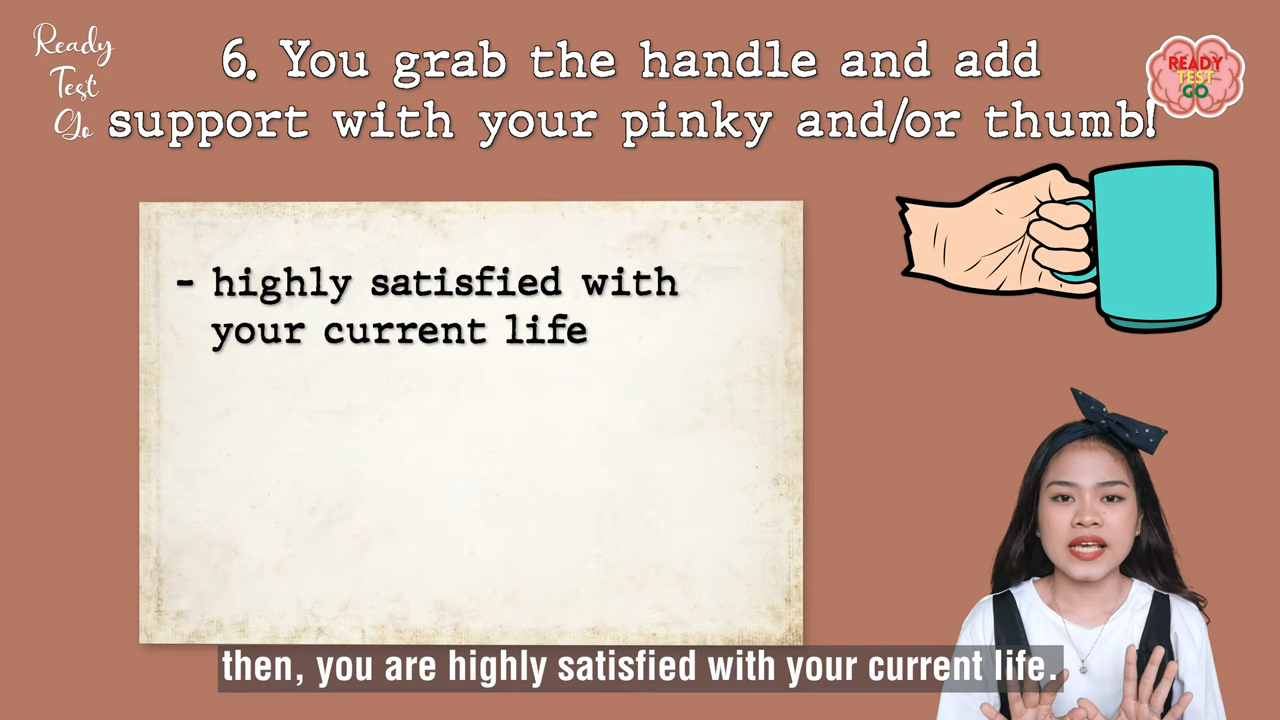 Ready
Test
Go
6. You grab the handle and add
support with your pinky and/or thumb!
READY
TEST
GO
- highly satisfied with
your current life
then, you are highly satisfied with your current life.